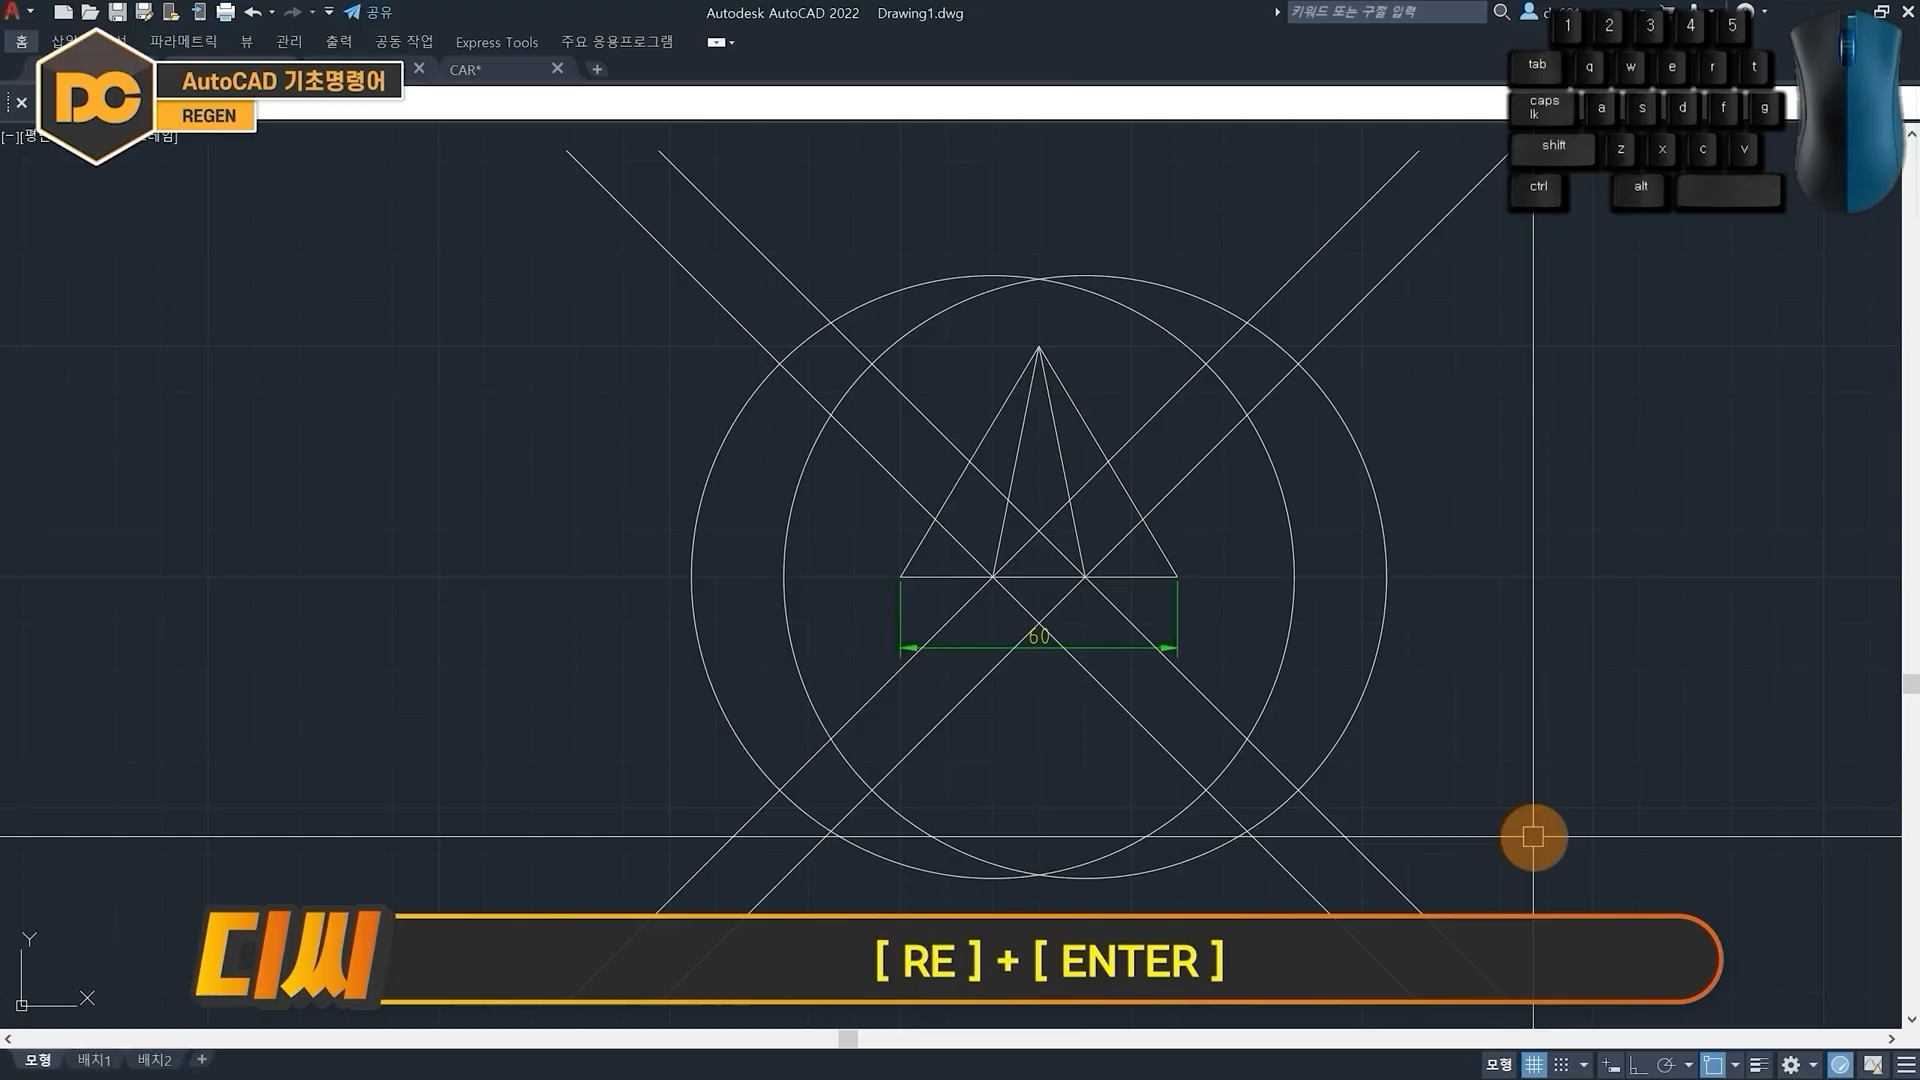 공유
Autodesk AutoCAD 2022 Drawing1.dwg
키워드 또는 구절 입력
홈 파라메트릭 뷰 관리 출력 공동 작업 Express Tools 주요 응용프로그램
CAR*
DC
AutoCAD 기초명령어
REGEN
1 2 3 4 5
tab q w e r t
caps lk a s d f g
shift z x c v
ctrl alt
60
디씨
[ RE ] + [ ENTER ]
Y
X
모형 배치1 배치2
모형